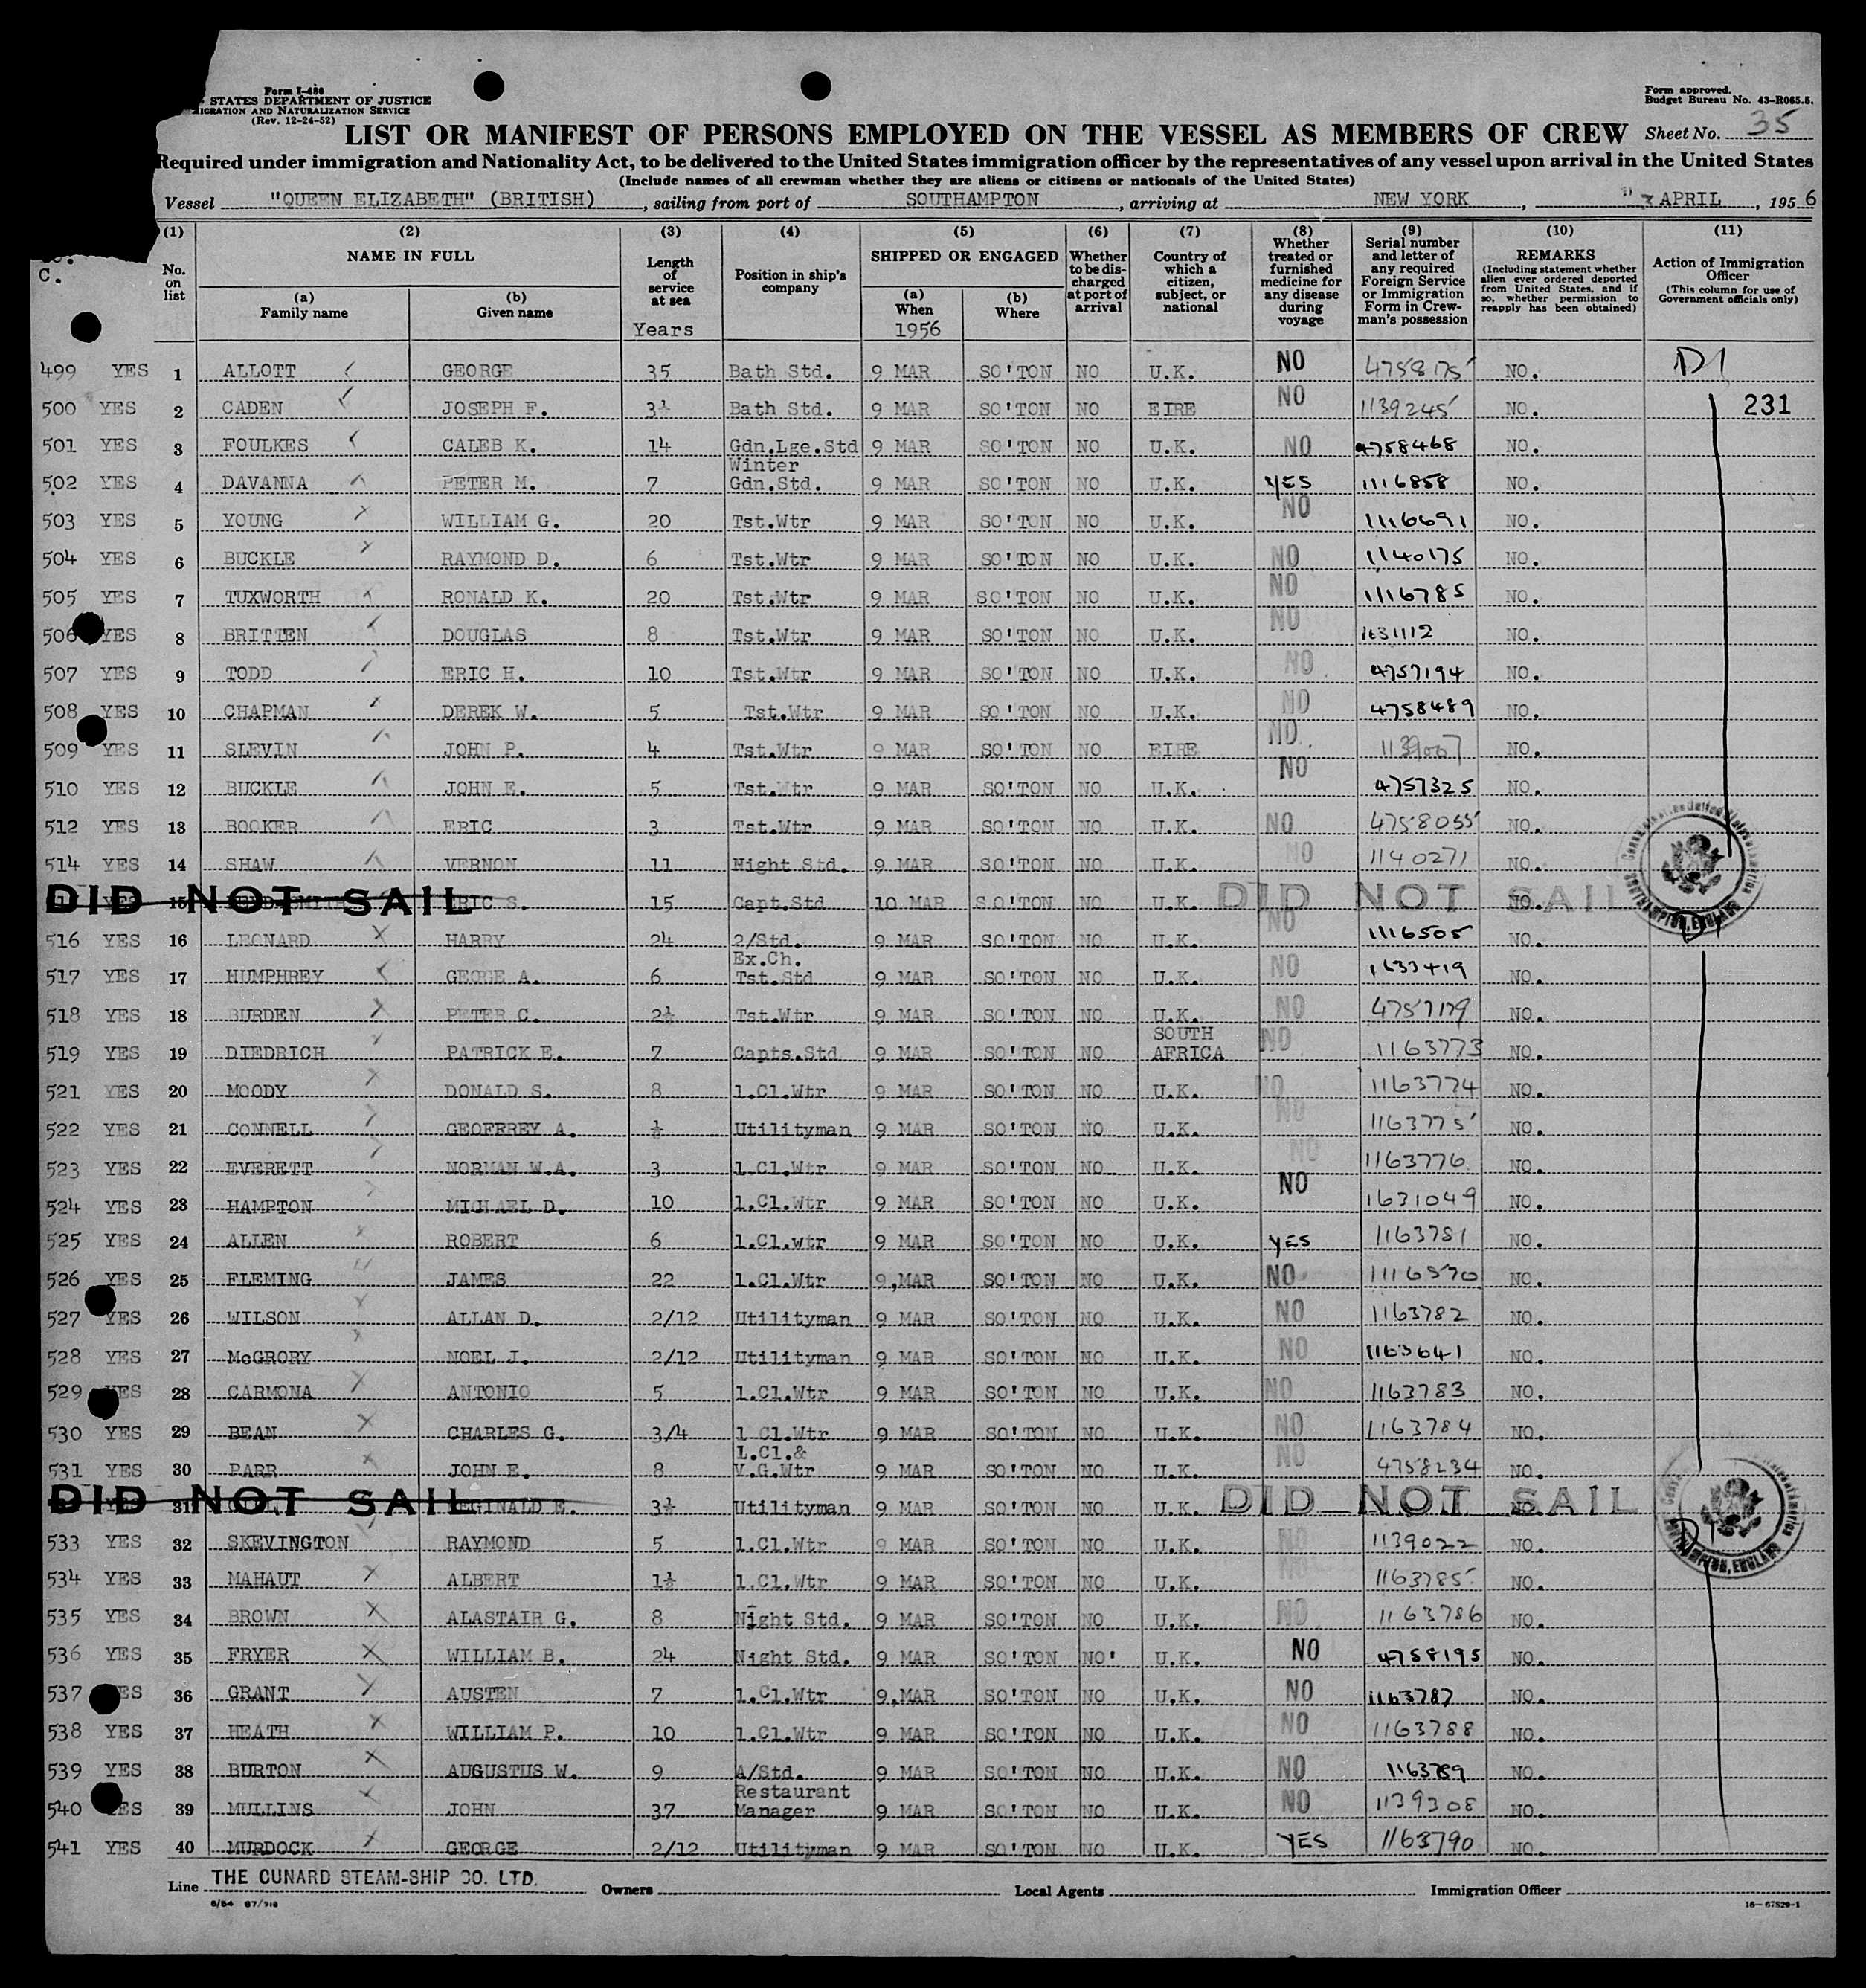 Form I-480
STATES DEPARTMENT OF JUSTICE
IGRATION AND NATURALIZATION SERVICE
(Rev. 12-24-52)
Form approved.
Budget Bureau No. 43-R065.5.
LIST OR MANIFEST OF PERSONS EMPLOYED ON THE VESSEL AS MEMBERS OF CREW Sheet No. 35
Required under immigration and Nationality Act, to be delivered to the United States immigration officer by the representatives of any vessel upon arrival in the United States
(Include names of all crewman whether they are aliens or citizens or nationals of the United States)
Vessel "QUEEN ELIZABETH" (BRITISH), sailing from port of SOUTHAMPTON, arriving at NEW YORK, APRIL, 1956
C.
(1) No. on list
(2) NAME IN FULL (a) Family name (b) Given name
(3) Length of service at sea Years
(4) Position in ship's company
(5) SHIPPED OR ENGAGED (a) When 1956 (b) Where
(6) Whether to be discharged at port of arrival
(7) Country of which a citizen, subject, or national
(8) Whether treated or furnished medicine for any disease during voyage
(9) Serial number and letter of any required Foreign Service or Immigration Form in Crewman's possession
(10) REMARKS (Including statement whether alien ever ordered deported from United States, and if so, whether permission to reapply has been obtained)
(11) Action of Immigration Officer (This column for use of Government officials only)
499 YES 1 ALLOTT GEORGE 35 Bath Std. 9 MAR SO'TON NO U.K. NO 4758175 NO. D1
500 YES 2 CADEN JOSEPH F. 3½ Bath Std. 9 MAR SO'TON NO EIRE NO 1139245 NO. 231
501 YES 3 FOULKES CALEB K. 14 Gdn.Lge.Std 9 MAR SO'TON NO U.K. NO 4758468 NO.
502 YES 4 DAVANNA PETER M. 7 Winter Gdn.Std. 9 MAR SO'TON NO U.K. YES 1116858 NO.
503 YES 5 YOUNG WILLIAM G. 20 Tst.Wtr 9 MAR SO'TON NO U.K. NO 1116691 NO.
504 YES 6 BUCKLE RAYMOND D. 6 Tst.Wtr 9 MAR SO'TON NO U.K. NO 1140175 NO.
505 YES 7 TUXWORTH RONALD K. 20 Tst.Wtr 9 MAR SO'TON NO U.K. NO 1116785 NO.
506 YES 8 BRITTEN DOUGLAS 8 Tst.Wtr 9 MAR SO'TON NO U.K. NO 1631112 NO.
507 YES 9 TODD ERIC H. 10 Tst.Wtr 9 MAR SO'TON NO U.K. NO 4757194 NO.
508 YES 10 CHAPMAN DEREK W. 5 Tst.Wtr 9 MAR SO'TON NO U.K. NO 4758489 NO.
509 YES 11 SLEVIN JOHN P. 4 Tst.Wtr 9 MAR SO'TON NO EIRE NO 1139007 NO.
510 YES 12 BUCKLE JOHN E. 5 Tst.Wtr 9 MAR SO'TON NO U.K. NO 4757325 NO.
512 YES 13 BOOKER ERIC 3 Tst.Wtr 9 MAR SO'TON NO U.K. NO 4758055 NO.
514 YES 14 SHAW VERNON 11 Night Std. 9 MAR SO'TON NO U.K. NO 1140271 NO.
DID NOT SAIL 15 ERIC S. 15 Capt.Std 10 MAR SO'TON NO U.K. DID NOT SAIL NO.
516 YES 16 LEONARD HARRY 24 2/Std. 9 MAR SO'TON NO U.K. NO 1116505 NO. D1
517 YES 17 HUMPHREY GEORGE A. 6 Ex.Ch. Tst.Std 9 MAR SO'TON NO U.K. NO 1633419 NO.
518 YES 18 BURDEN PETER C. 2½ Tst.Wtr 9 MAR SO'TON NO U.K. NO 4757179 NO.
519 YES 19 DIEDRICH PATRICK E. 7 Capts.Std 9 MAR SO'TON NO SOUTH AFRICA NO 1163773 NO.
521 YES 20 MOODY DONALD S. 8 1.Cl.Wtr 9 MAR SO'TON NO U.K. NO 1163774 NO.
522 YES 21 CONNELL GEOFFREY A. ½ Utilityman 9 MAR SO'TON NO U.K. NO 1163775 NO.
523 YES 22 EVERETT NORMAN W.A. 3 1.Cl.Wtr 9 MAR SO'TON NO U.K. NO 1163776 NO.
524 YES 23 HAMPTON MICHAEL D. 10 1.Cl.Wtr 9 MAR SO'TON NO U.K. NO 1631049 NO.
525 YES 24 ALLEN ROBERT 6 1.Cl.wtr 9 MAR SO'TON NO U.K. YES 1163781 NO.
526 YES 25 FLEMING JAMES 22 1.Cl.Wtr 9,MAR SO'TON NO U.K. NO 1116570 NO.
527 YES 26 WILSON ALLAN D. 2/12 Utilityman 9 MAR SO'TON NO U.K. NO 1163782 NO.
528 YES 27 McGRORY NOEL J. 2/12 Utilityman 9 MAR SO'TON NO U.K. NO 1163641 NO.
529 YES 28 CARMONA ANTONIO 5 1.Cl.Wtr 9 MAR SO'TON NO U.K. NO 1163783 NO.
530 YES 29 BEAN CHARLES G. 3/4 1 Cl.Wtr 9 MAR SO'TON NO U.K. NO 1163784 NO.
531 YES 30 PARR JOHN E. 8 1.Cl.& V.G.Wtr 9 MAR SO'TON NO U.K. NO 4758234 NO.
DID NOT SAIL 31 REGINALD E. 3½ Utilityman 9 MAR SO'TON NO U.K. DID NOT SAIL NO.
533 YES 32 SKEVINGTON RAYMOND 5 1.Cl.Wtr 9 MAR SO'TON NO U.K. NO 1139022 NO. D1
534 YES 33 MAHAUT ALBERT 1½ 1.Cl.Wtr 9 MAR SO'TON NO U.K. NO 1163785 NO.
535 YES 34 BROWN ALASTAIR G. 8 Night Std. 9 MAR SO'TON NO U.K. NO 1163786 NO.
536 YES 35 FRYER WILLIAM B. 24 Night Std. 9 MAR SO'TON NO' U.K. NO 4758195 NO.
537 YES 36 GRANT AUSTEN 7 1.Cl.Wtr 9,MAR SO'TON NO U.K. NO 1163787 NO.
538 YES 37 HEATH WILLIAM P. 10 1.Cl.Wtr 9 MAR SO'TON NO U.K. NO 1163788 NO.
539 YES 38 BURTON AUGUSTUS W. 9 A/Std. 9 MAR SO'TON NO U.K. NO 1163789 NO.
540 YES 39 MULLINS JOHN 37 Restaurant Manager 9 MAR SO'TON NO U.K. NO 1139308 NO.
541 YES 40 MURDOCK GEORGE 2/12 Utilityman 9 MAR SO'TON NO U.K. YES 1163790 NO.
Line THE CUNARD STEAM-SHIP CO. LTD. Owners Local Agents Immigration Officer
16-67829-1